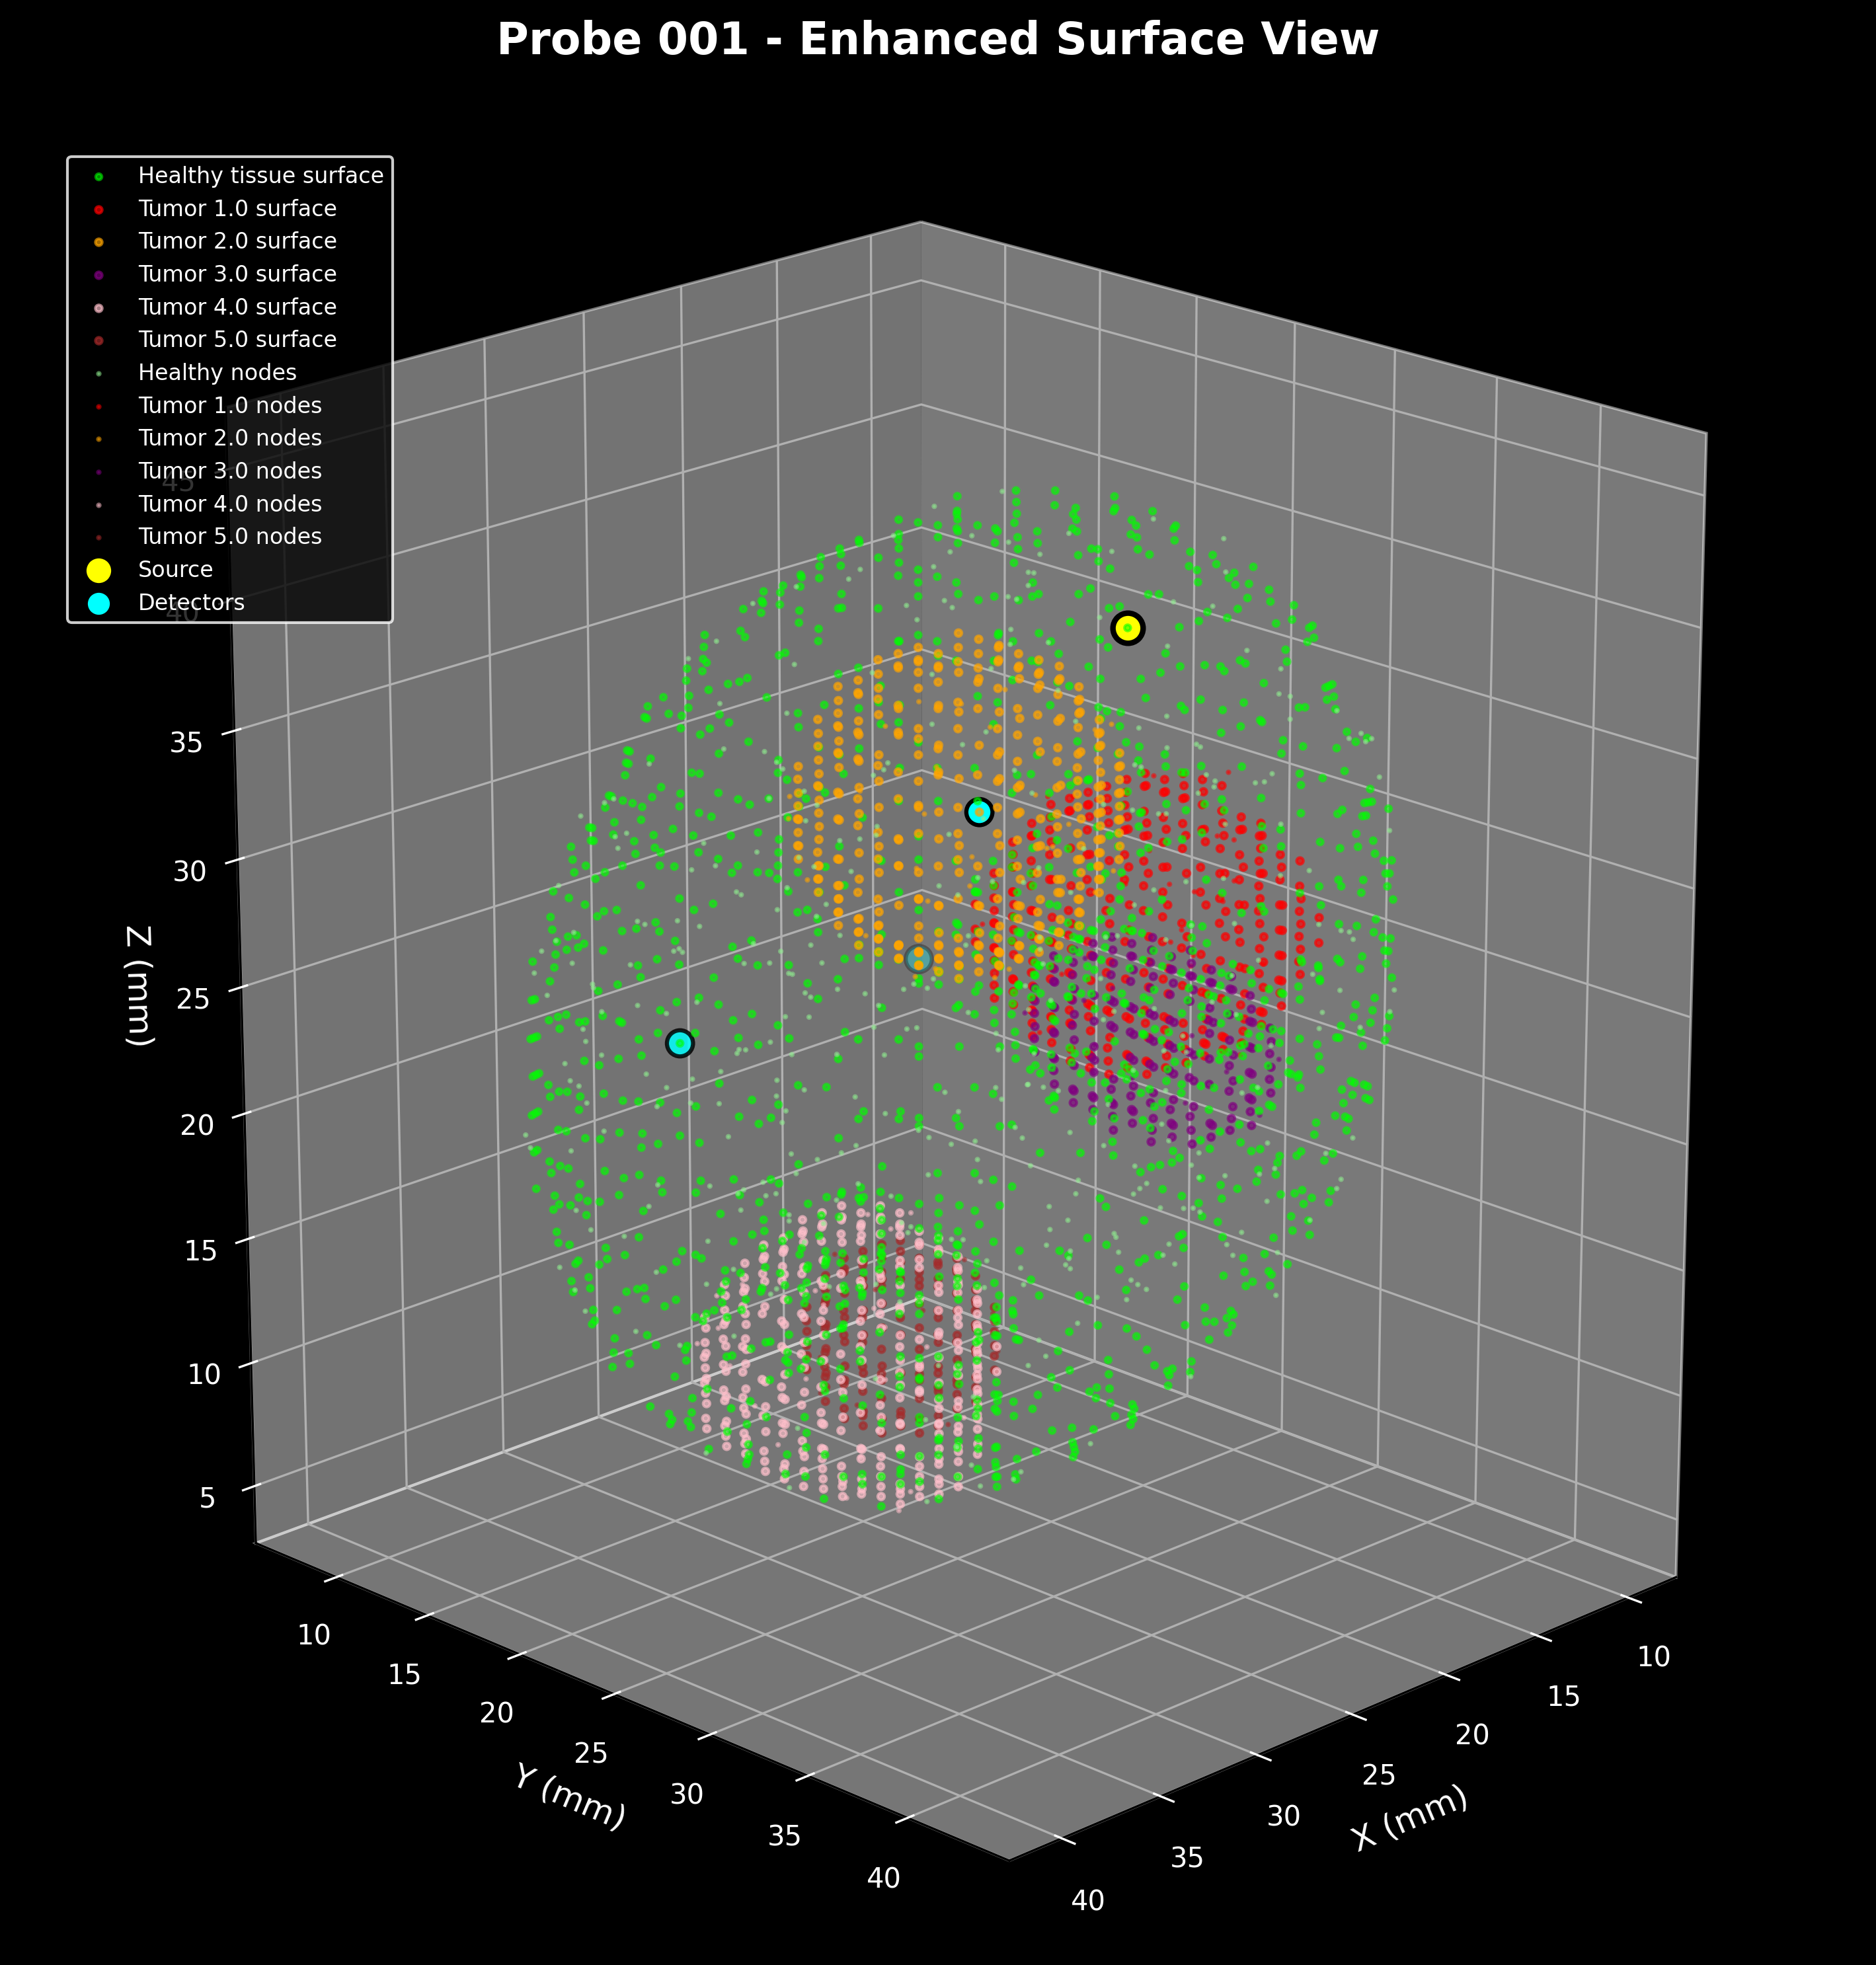 Probe 001 - Enhanced Surface View
Healthy tissue surface
Tumor 1.0 surface
Tumor 2.0 surface
Tumor 3.0 surface
Tumor 4.0 surface
Tumor 5.0 surface
Healthy nodes
Tumor 1.0 nodes
Tumor 2.0 nodes
Tumor 3.0 nodes
Tumor 4.0 nodes
Tumor 5.0 nodes
Source
Detectors
45
40
35
30
25
20
15
10
5
Z (mm)
10
15
20
25
30
35
40
Y (mm)
10
15
20
25
30
35
40
X (mm)